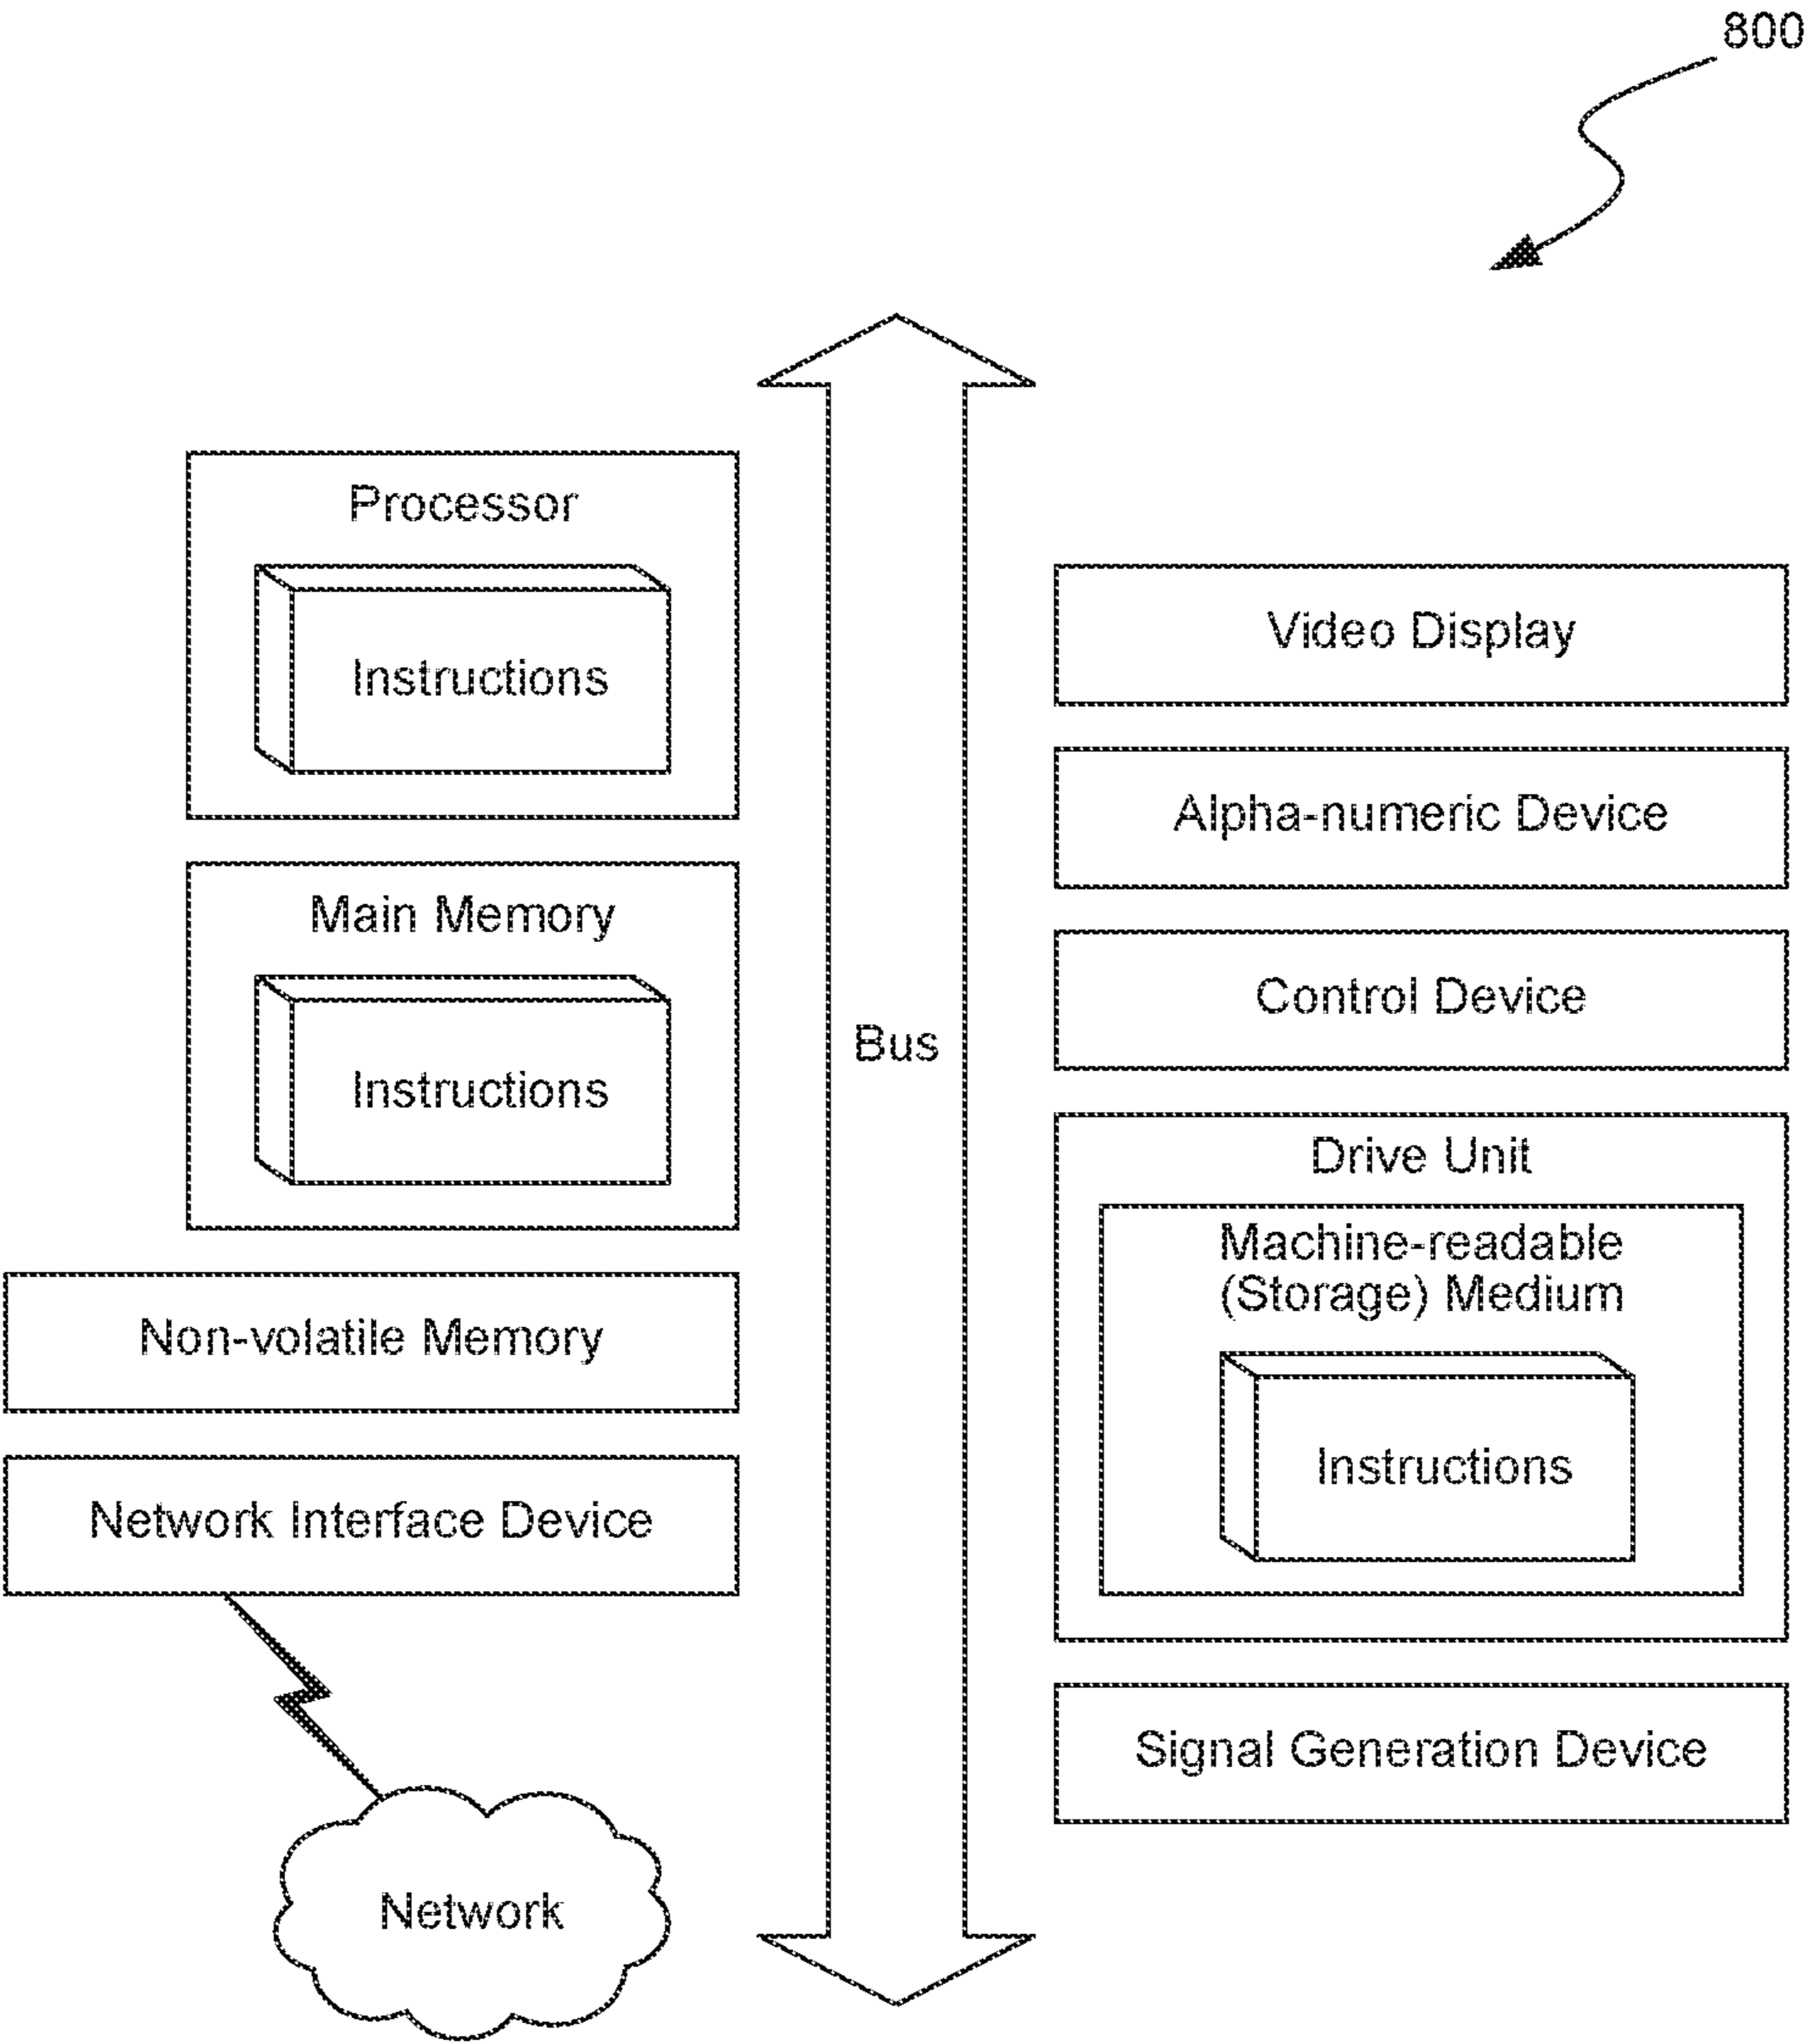 800
Processor
Instructions
Main Memory
Instructions
Non-volatile Memory
Network Interface Device
Network
Bus
Video Display
Alpha-numeric Device
Control Device
Drive Unit
Machine-readable
(Storage) Medium
Instructions
Signal Generation Device